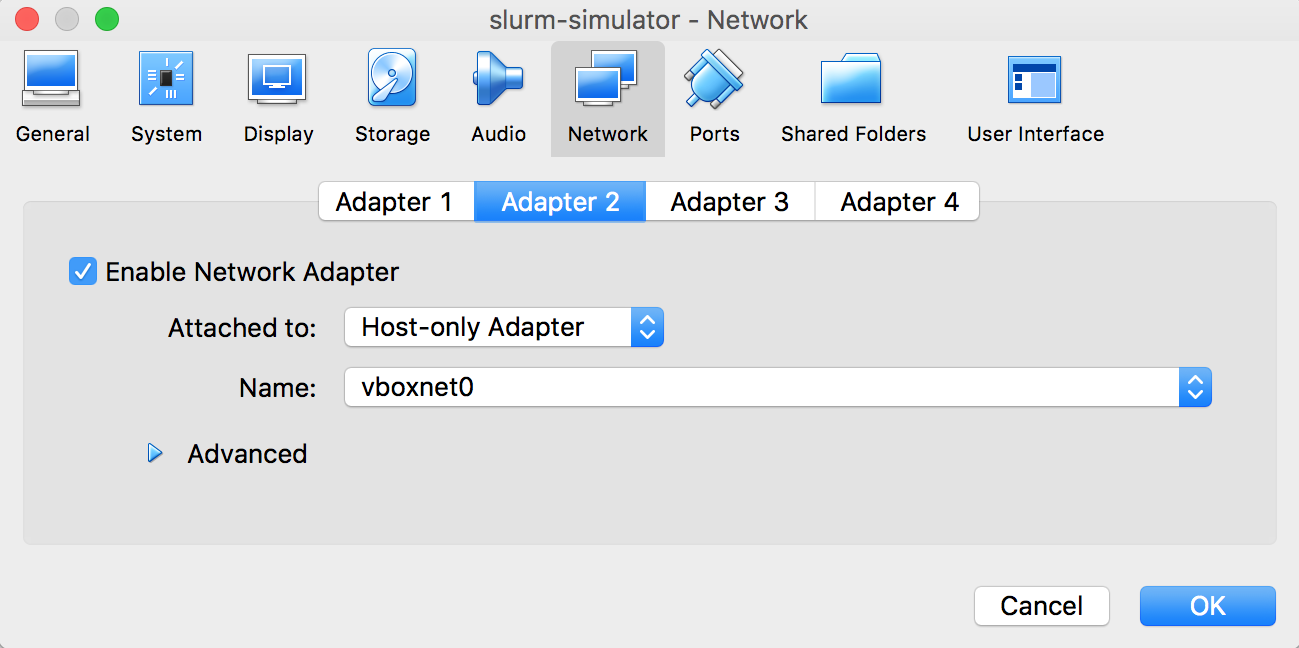 slurm-simulator - Network
General System Display Storage Audio Network Ports Shared Folders User Interface
Adapter 1 Adapter 2 Adapter 3 Adapter 4
Enable Network Adapter
Attached to: Host-only Adapter
Name: vboxnet0
Advanced
Cancel OK